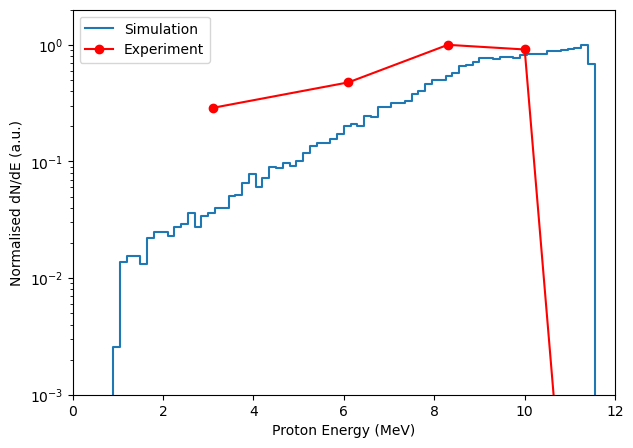 Simulation
Experiment
Normalised dN/dE (a.u.)
10⁰
10⁻¹
10⁻²
10⁻³
0 2 4 6 8 10 12
Proton Energy (MeV)